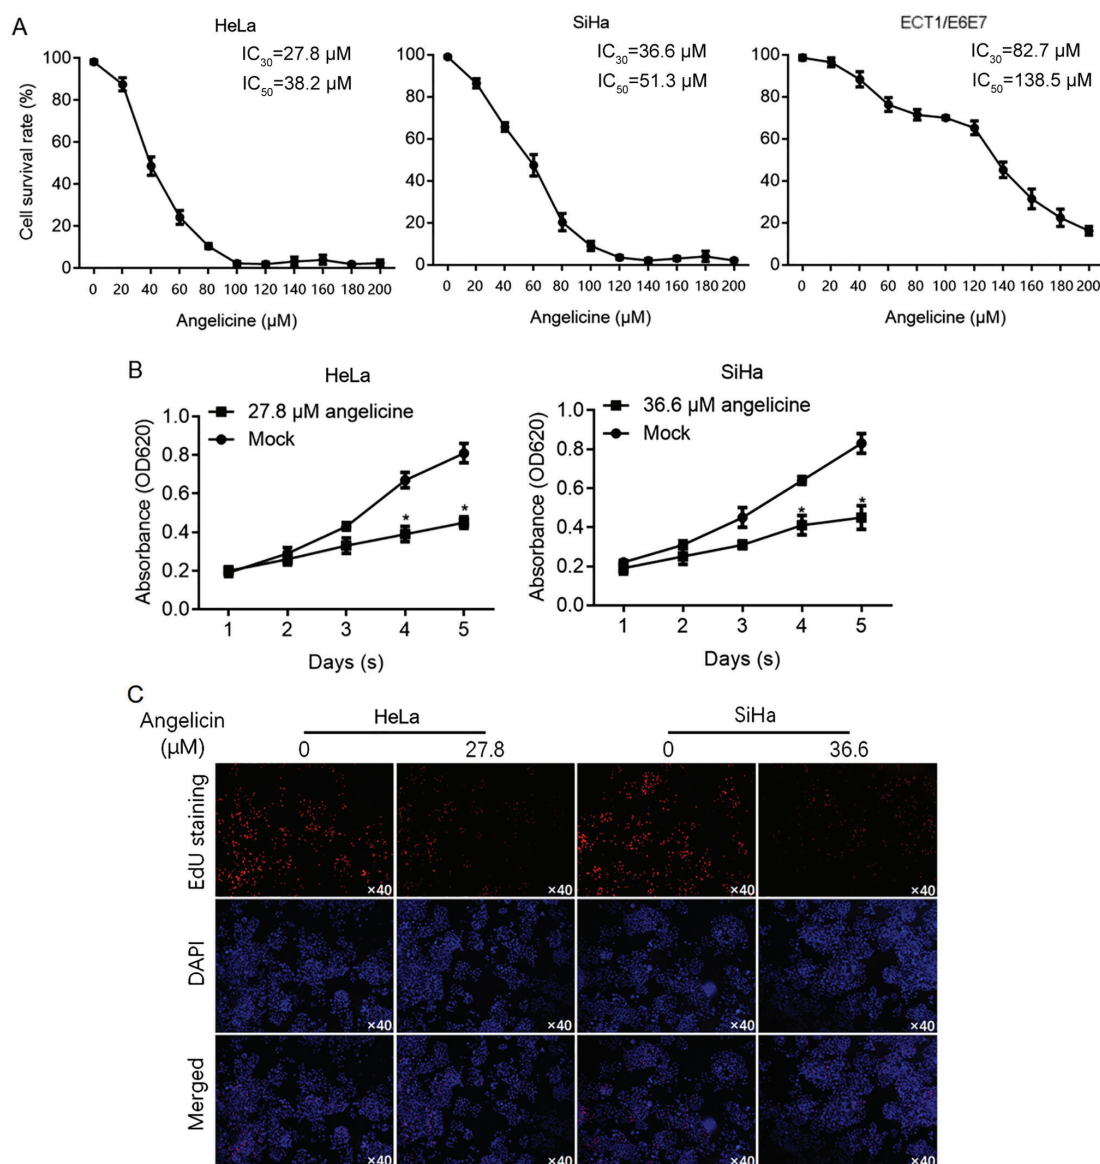 A
HeLa
IC30=27.8 µM
IC50=38.2 µM
Cell survival rate (%)
100
80
60
40
20
0
0 20 40 60 80 100 120 140 160 180 200
Angelicine (µM)
SiHa
IC30=36.6 µM
IC50=51.3 µM
100
80
60
40
20
0
0 20 40 60 80 100 120 140 160 180 200
Angelicine (µM)
ECT1/E6E7
IC30=82.7 µM
IC50=138.5 µM
100
80
60
40
20
0
0 20 40 60 80 100 120 140 160 180 200
Angelicine (µM)
B
HeLa
27.8 µM angelicine
Mock
Absorbance (OD620)
1.0
0.8
0.6
0.4
0.2
0.0
* *
1 2 3 4 5
Days (s)
SiHa
36.6 µM angelicine
Mock
Absorbance (OD620)
1.0
0.8
0.6
0.4
0.2
0.0
* *
1 2 3 4 5
Days (s)
C
Angelicin
(µM)
HeLa
SiHa
0 27.8 0 36.6
EdU staining
×40 ×40 ×40 ×40
DAPI
×40 ×40 ×40 ×40
Merged
×40 ×40 ×40 ×40